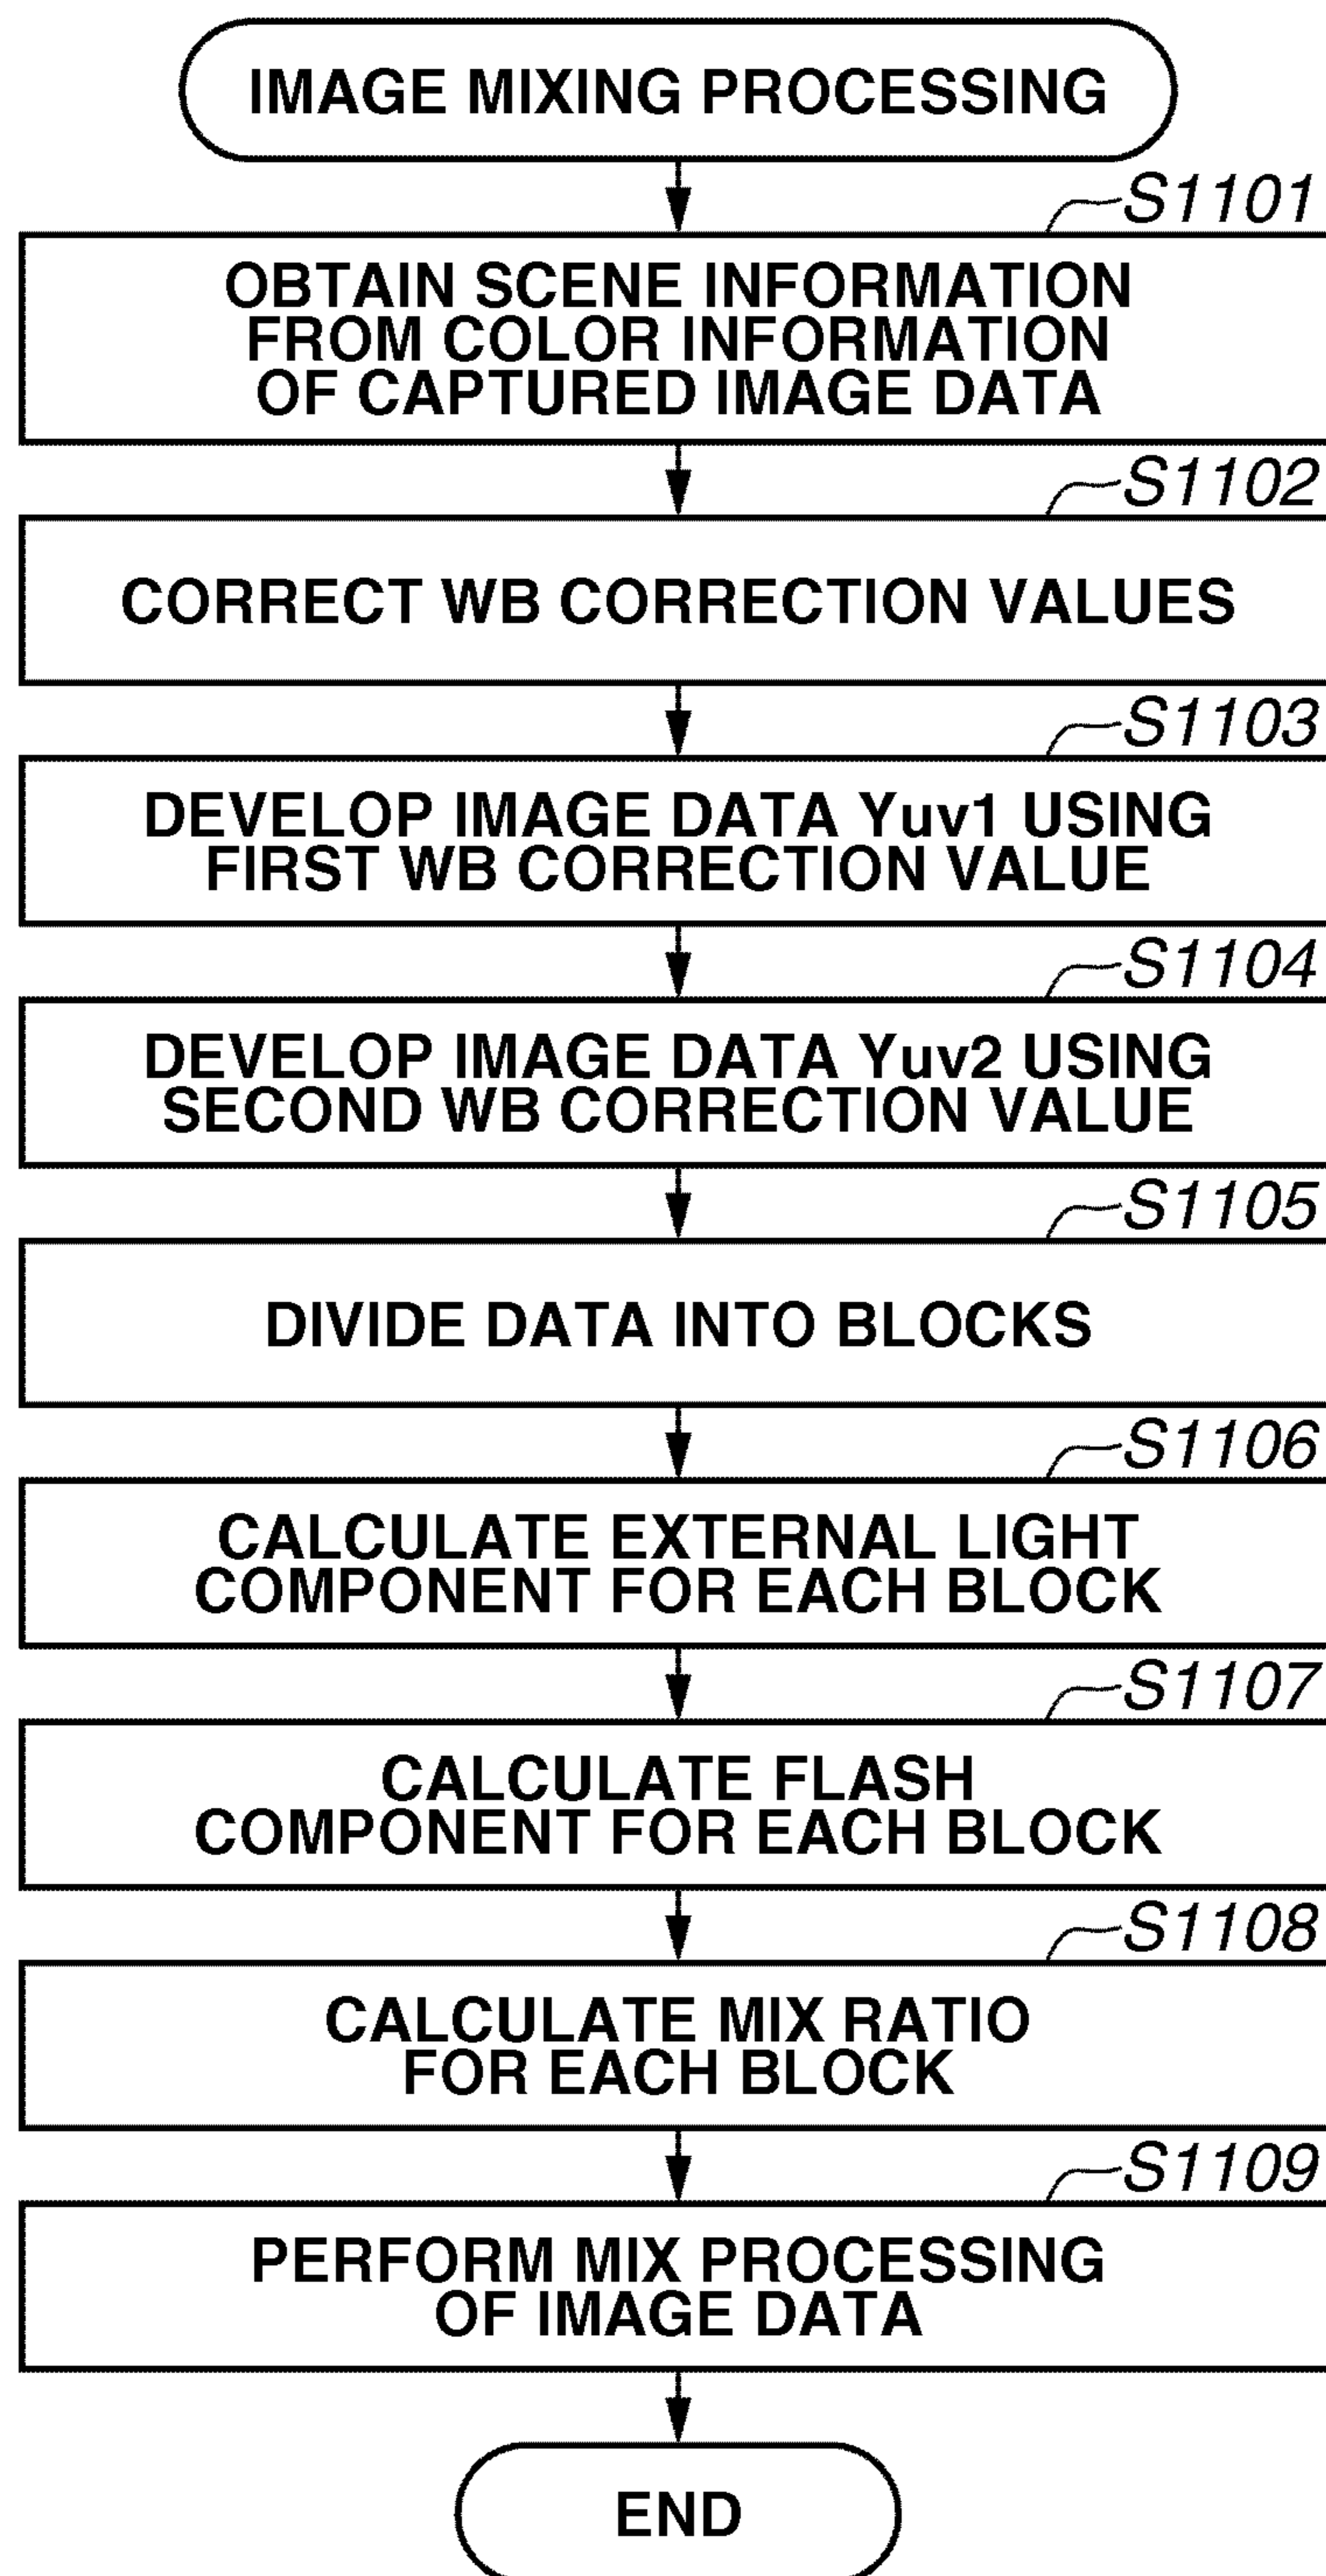 IMAGE MIXING PROCESSING
S1101
OBTAIN SCENE INFORMATION
FROM COLOR INFORMATION
OF CAPTURED IMAGE DATA
S1102
CORRECT WB CORRECTION VALUES
S1103
DEVELOP IMAGE DATA Yuv1 USING
FIRST WB CORRECTION VALUE
S1104
DEVELOP IMAGE DATA Yuv2 USING
SECOND WB CORRECTION VALUE
S1105
DIVIDE DATA INTO BLOCKS
S1106
CALCULATE EXTERNAL LIGHT
COMPONENT FOR EACH BLOCK
S1107
CALCULATE FLASH
COMPONENT FOR EACH BLOCK
S1108
CALCULATE MIX RATIO
FOR EACH BLOCK
S1109
PERFORM MIX PROCESSING
OF IMAGE DATA
END